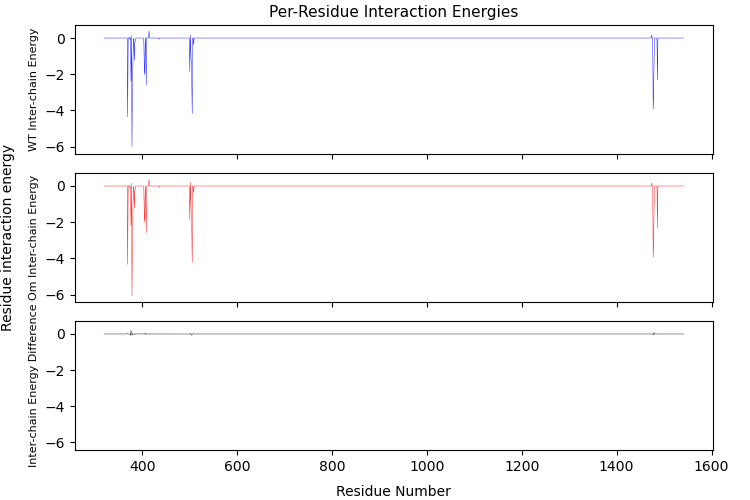 Per-Residue Interaction Energies
Residue interaction energy
WT Inter-chain Energy
0
−2
−4
−6
Om Inter-chain Energy
0
−2
−4
−6
Inter-chain Energy Difference
0
−2
−4
−6
400 600 800 1000 1200 1400 1600
Residue Number